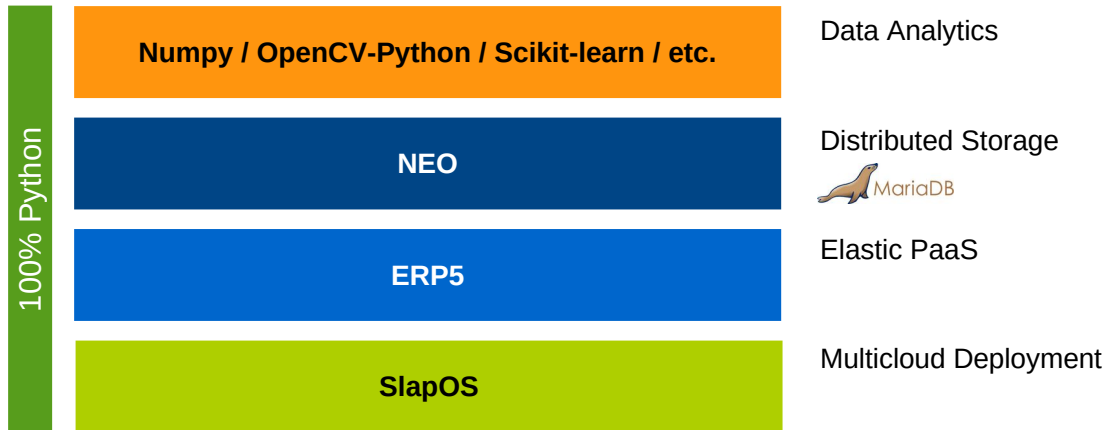 100% Python
Numpy / OpenCV-Python / Scikit-learn / etc.
Data Analytics
NEO
Distributed Storage
MariaDB
ERP5
Elastic PaaS
SlapOS
Multicloud Deployment